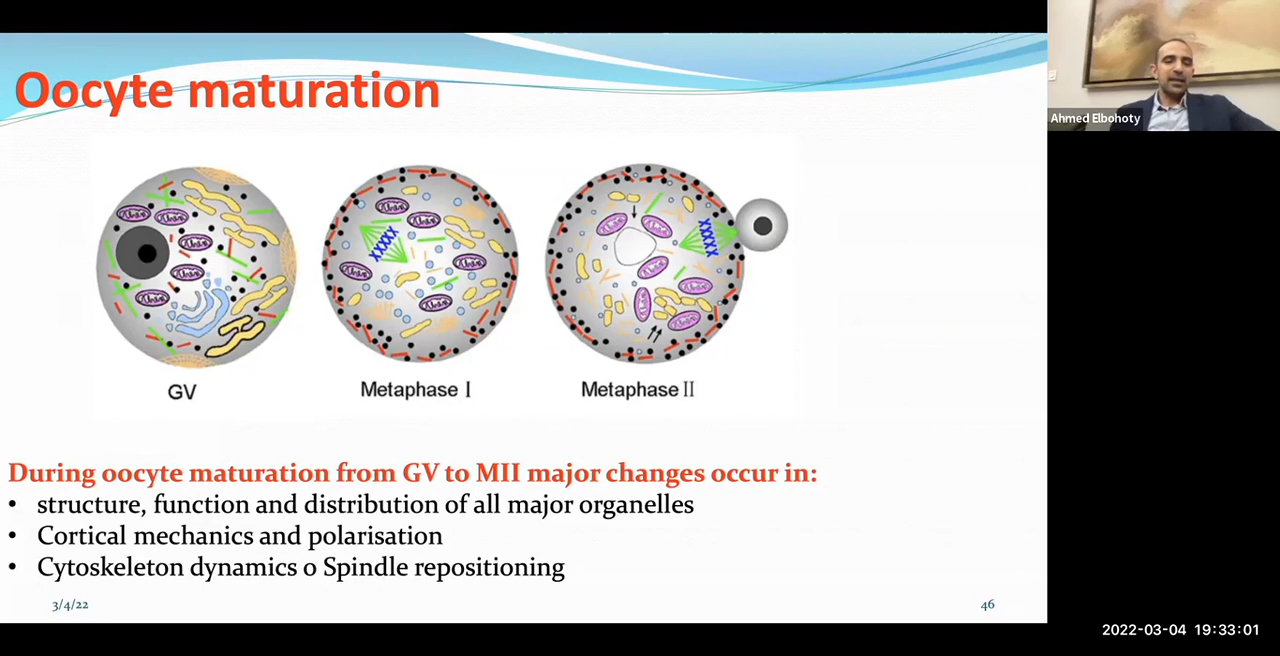 Oocyte maturation
Ahmed Elbohoty
GV
Metaphase I
Metaphase II
During oocyte maturation from GV to MII major changes occur in:
• structure, function and distribution of all major organelles
• Cortical mechanics and polarisation
• Cytoskeleton dynamics o Spindle repositioning
3/4/22
46
2022-03-04 19:33:01